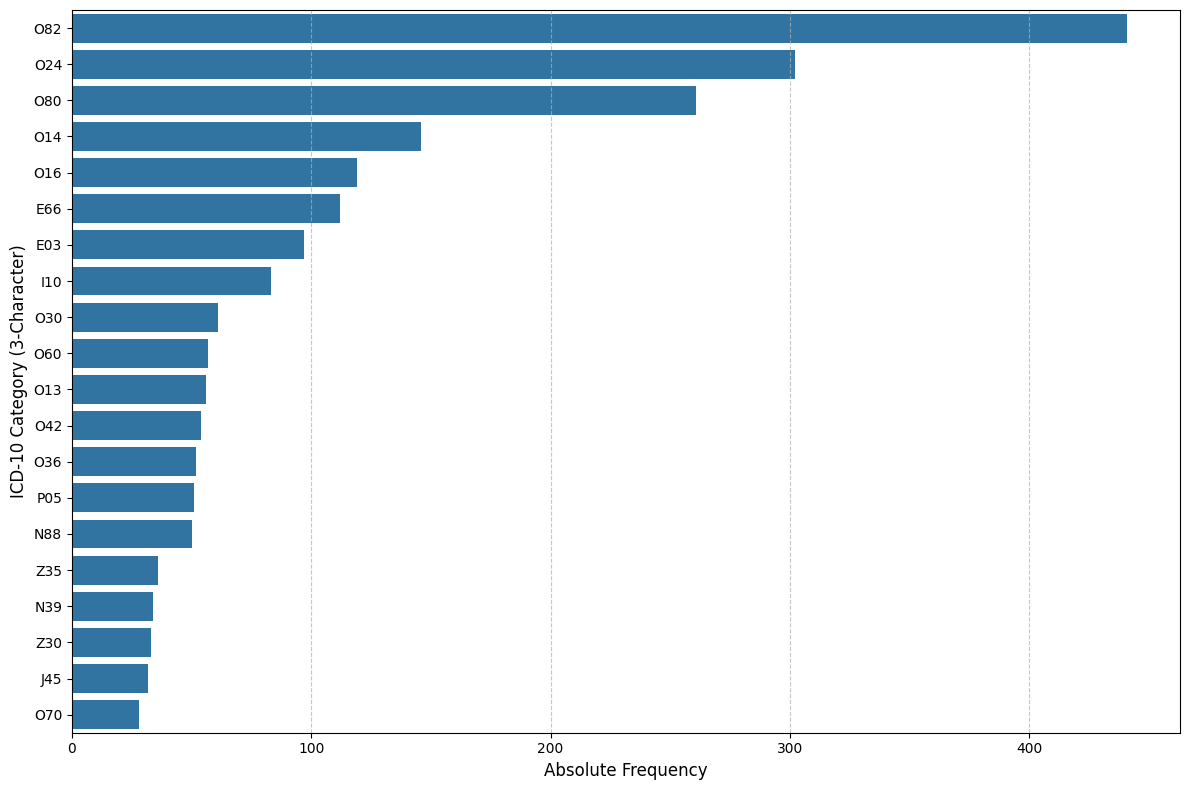 O82
O24
O80
O14
O16
E66
E03
I10
O30
O60
O13
O42
O36
P05
N88
Z35
N39
Z30
J45
O70
ICD-10 Category (3-Character)
0 100 200 300 400
Absolute Frequency